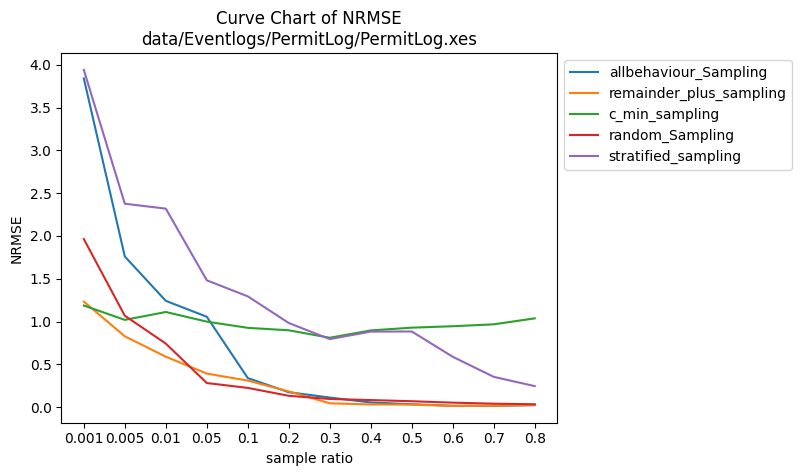 Curve Chart of NRMSE
data/Eventlogs/PermitLog/PermitLog.xes
NRMSE
4.0
3.5
3.0
2.5
2.0
1.5
1.0
0.5
0.0
0.001
0.005
0.01
0.05
0.1
0.2
0.3
0.4
0.5
0.6
0.7
0.8
sample ratio
allbehaviour_Sampling
remainder_plus_sampling
c_min_sampling
random_Sampling
stratified_sampling